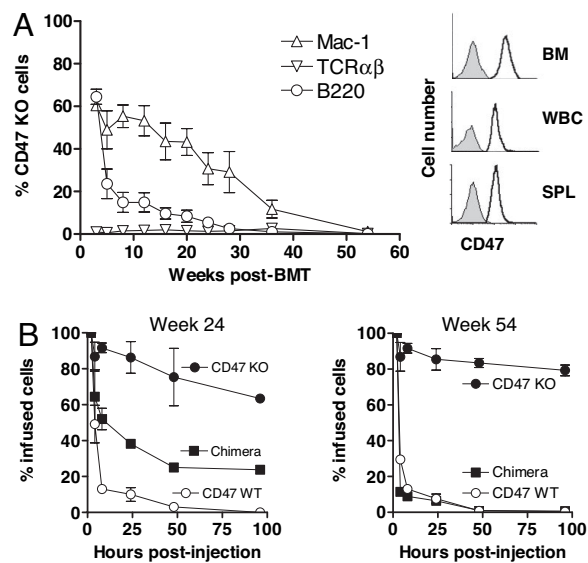 A
% CD47 KO cells
100
80
60
40
20
0
0 10 20 30 40 50 60
Weeks post-BMT
Mac-1
TCRαβ
B220
Cell number
BM
WBC
SPL
CD47
B
Week 24
% infused cells
100
80
60
40
20
0
0 25 50 75 100
Hours post-injection
CD47 KO
Chimera
CD47 WT
Week 54
% infused cells
100
80
60
40
20
0
0 25 50 75 100
Hours post-injection
CD47 KO
Chimera
CD47 WT